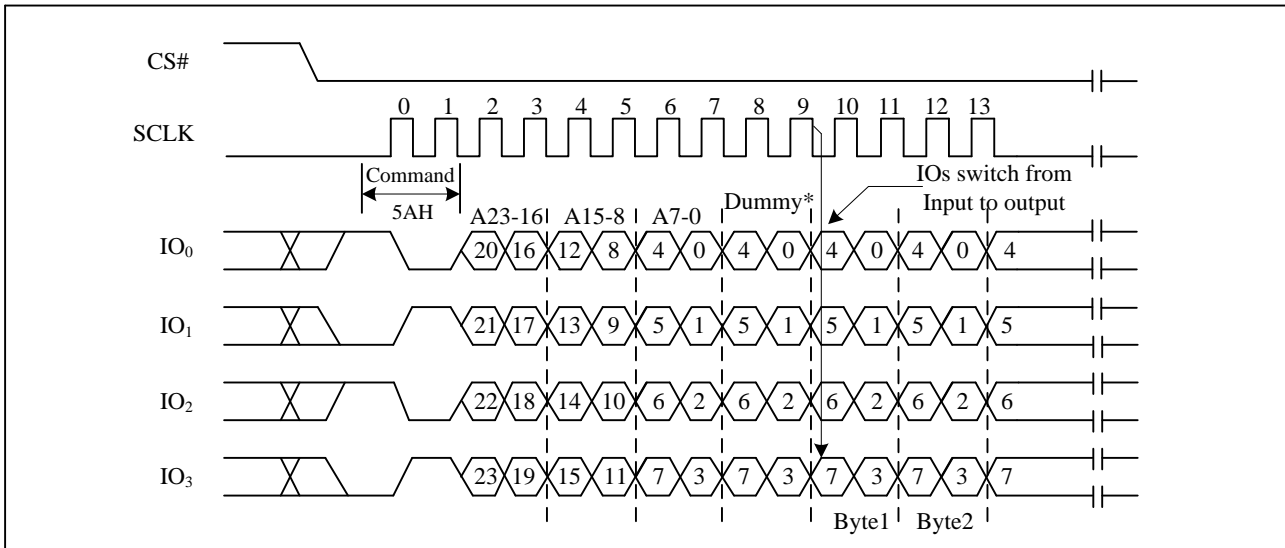 CS#
0 1 2 3 4 5 6 7 8 9 10 11 12 13
SCLK
Command
IOs switch from
5AH
Dummy*
Input to output
A23-16 A15-8 A7-0
IO₀ 20 16 12 8 4 0 4 0 4 0 4 0 4
IO₁ 21 17 13 9 5 1 5 1 5 1 5 1 5
IO₂ 22 18 14 10 6 2 6 2 6 2 6 2 6
IO₃ 23 19 15 11 7 3 7 3 7 3 7 3 7
Byte1 Byte2